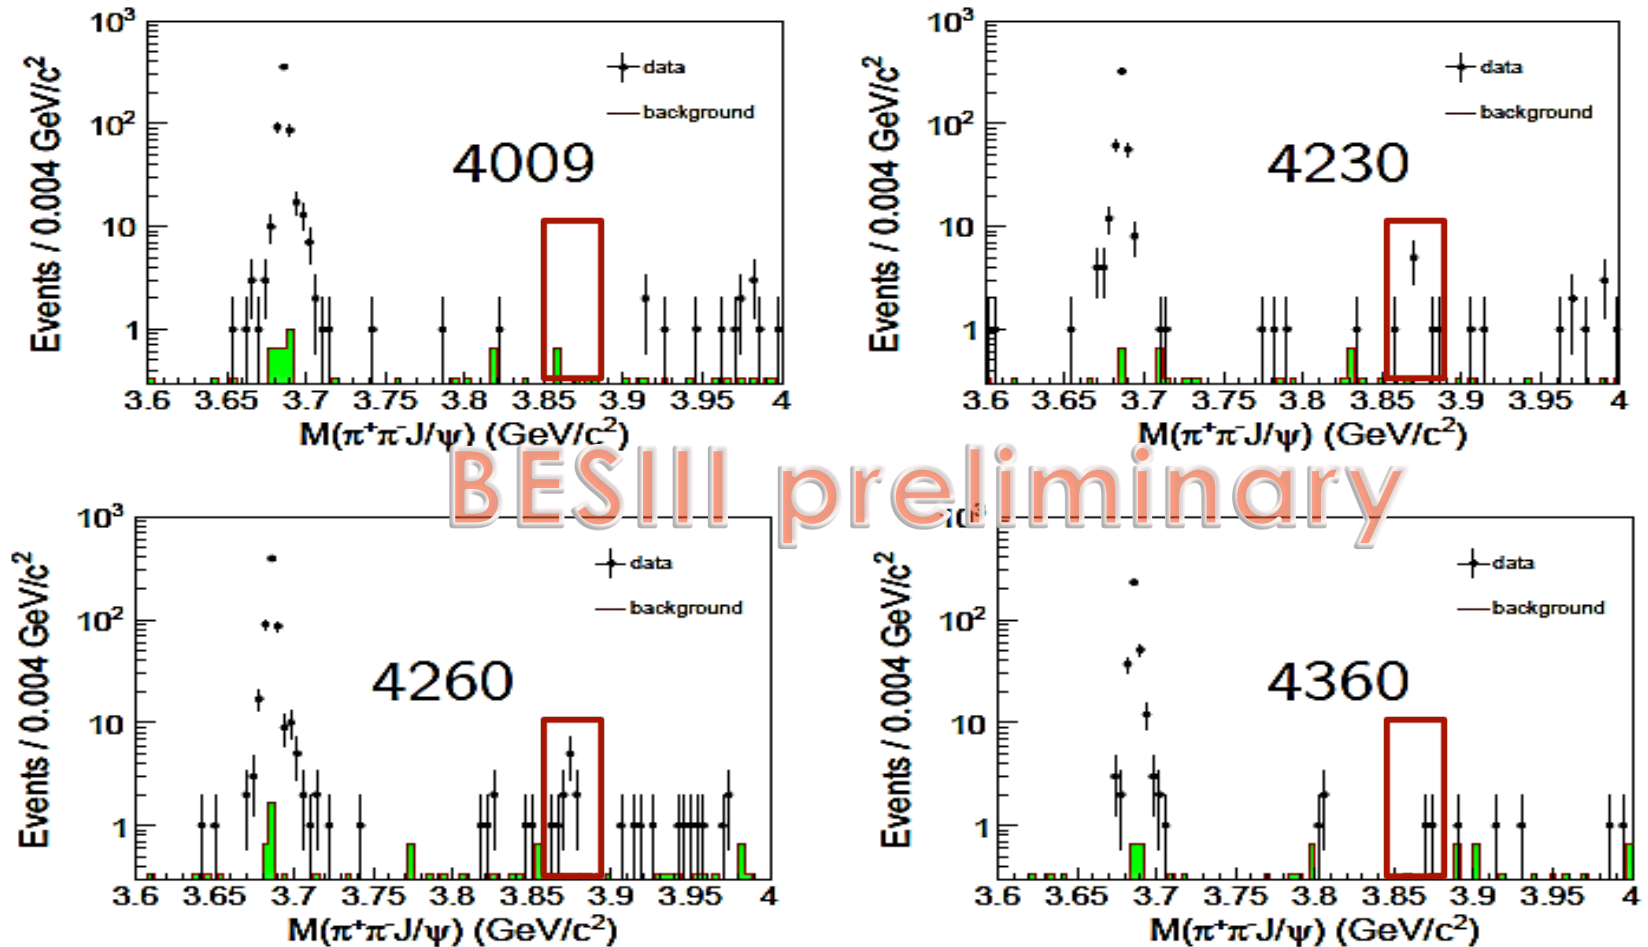 10³
10²
10
1
Events / 0.004 GeV/c²
data
background
4009
3.6 3.65 3.7 3.75 3.8 3.85 3.9 3.95 4
M(π⁺π⁻J/ψ) (GeV/c²)
10³
10²
10
1
Events / 0.004 GeV/c²
data
background
4230
3.6 3.65 3.7 3.75 3.8 3.85 3.9 3.95 4
M(π⁺π⁻J/ψ) (GeV/c²)
BESIII preliminary
10³
10²
10
1
Events / 0.004 GeV/c²
data
background
4260
3.6 3.65 3.7 3.75 3.8 3.85 3.9 3.95 4
M(π⁺π⁻J/ψ) (GeV/c²)
10²
10
1
Events / 0.004 GeV/c²
data
background
4360
3.6 3.65 3.7 3.75 3.8 3.85 3.9 3.95 4
M(π⁺π⁻J/ψ) (GeV/c²)